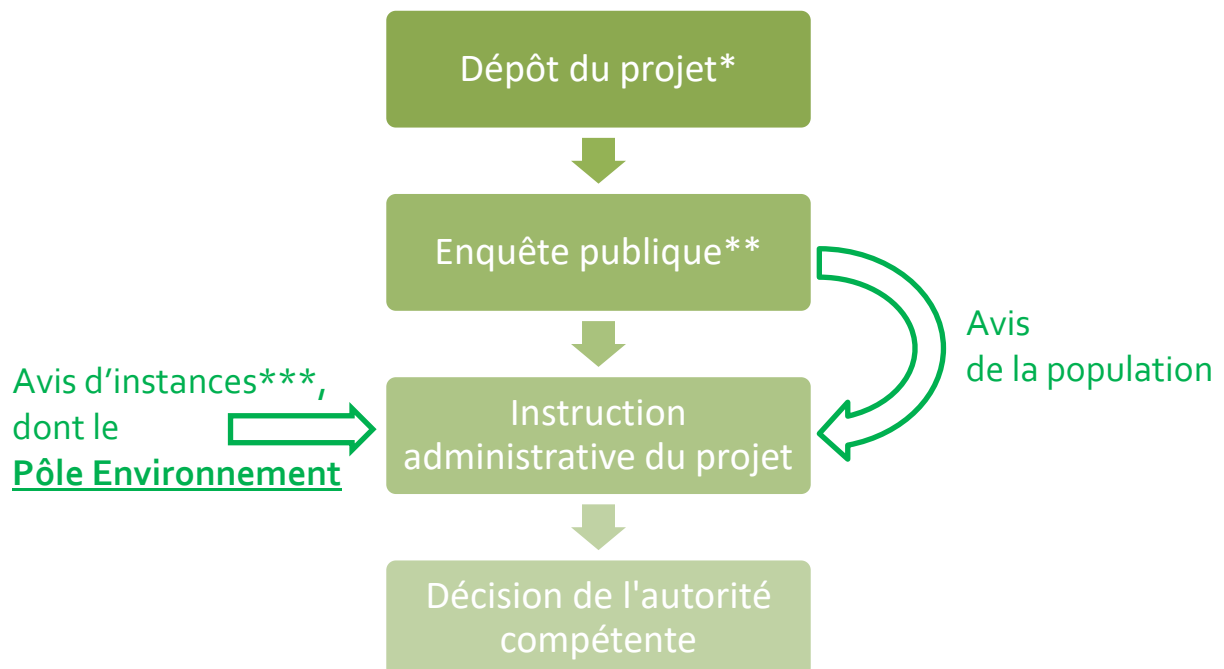 Dépôt du projet*
Enquête publique**
Avis
de la population
Avis d’instances***,
dont le
Pôle Environnement
Instruction
administrative du projet
Décision de l'autorité
compétente